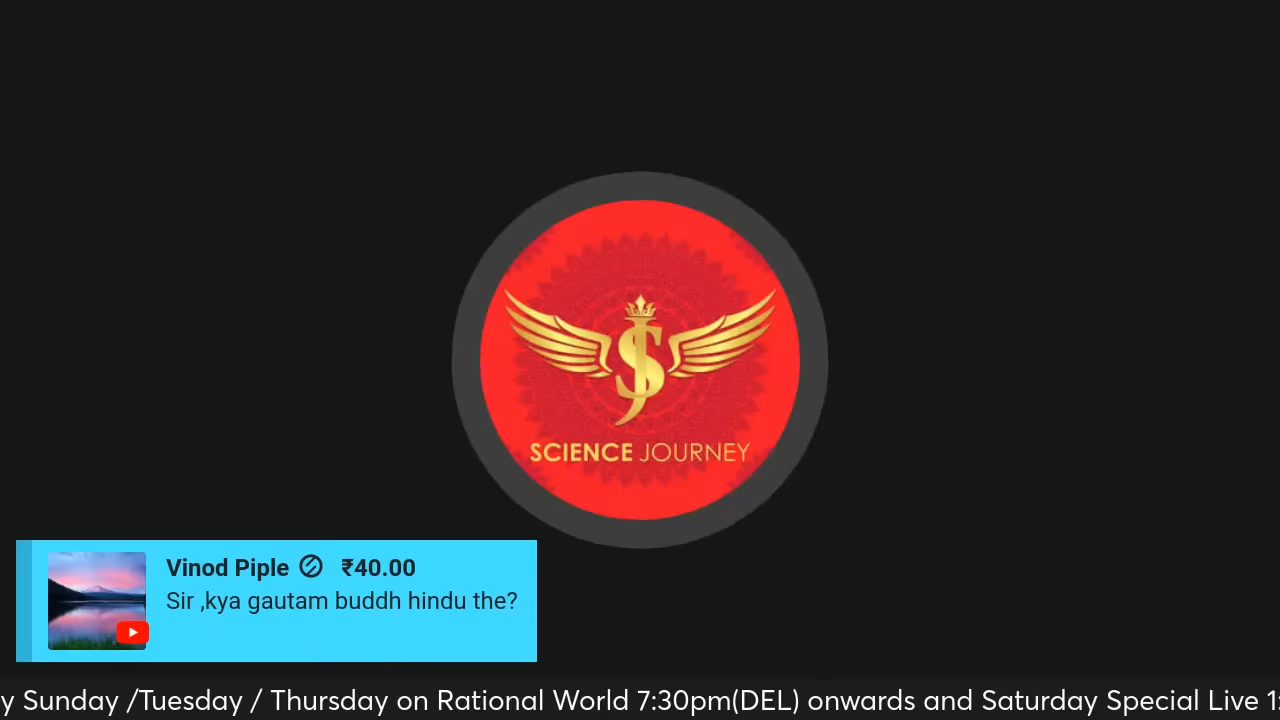 SJ
SCIENCE JOURNEY
Vinod Piple ₹40.00
Sir ,kya gautam buddh hindu the?
y Sunday /Tuesday / Thursday on Rational World 7:30pm(DEL) onwards and Saturday Special Live